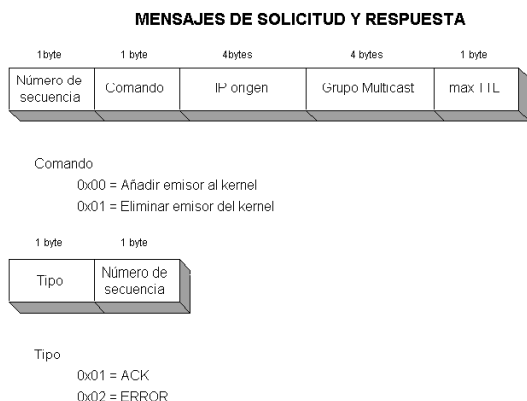 MENSAJES DE SOLICITUD Y RESPUESTA
1byte 1 byte 4bytes 4 bytes 1 byte
Número de secuencia Comando IP origen Grupo Multicast max TTL
Comando
0x00 = Añadir emisor al kernel
0x01 = Eliminar emisor del kernel
1 byte 1 byte
Tipo Número de secuencia
Tipo
0x01 = ACK
0x02 = ERROR